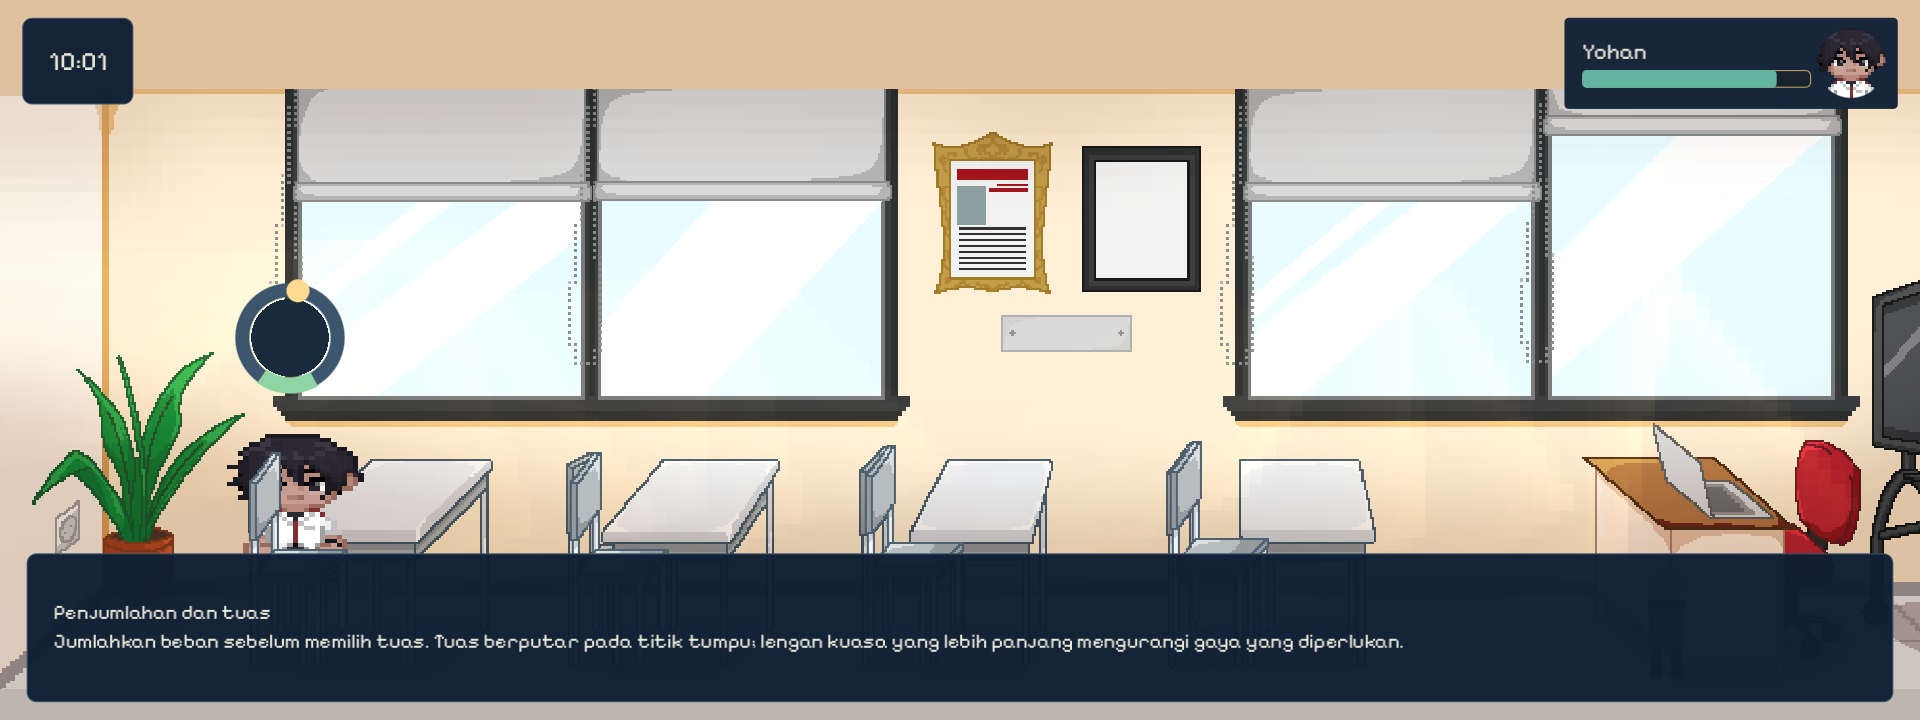 10:01
Yohan
Penjumlahan dan tuas
Jumlahkan beban sebelum memilih tuas. Tuas berputar pada titik tumpu; lengan kuasa yang lebih panjang mengurangi gaya yang diperlukan.